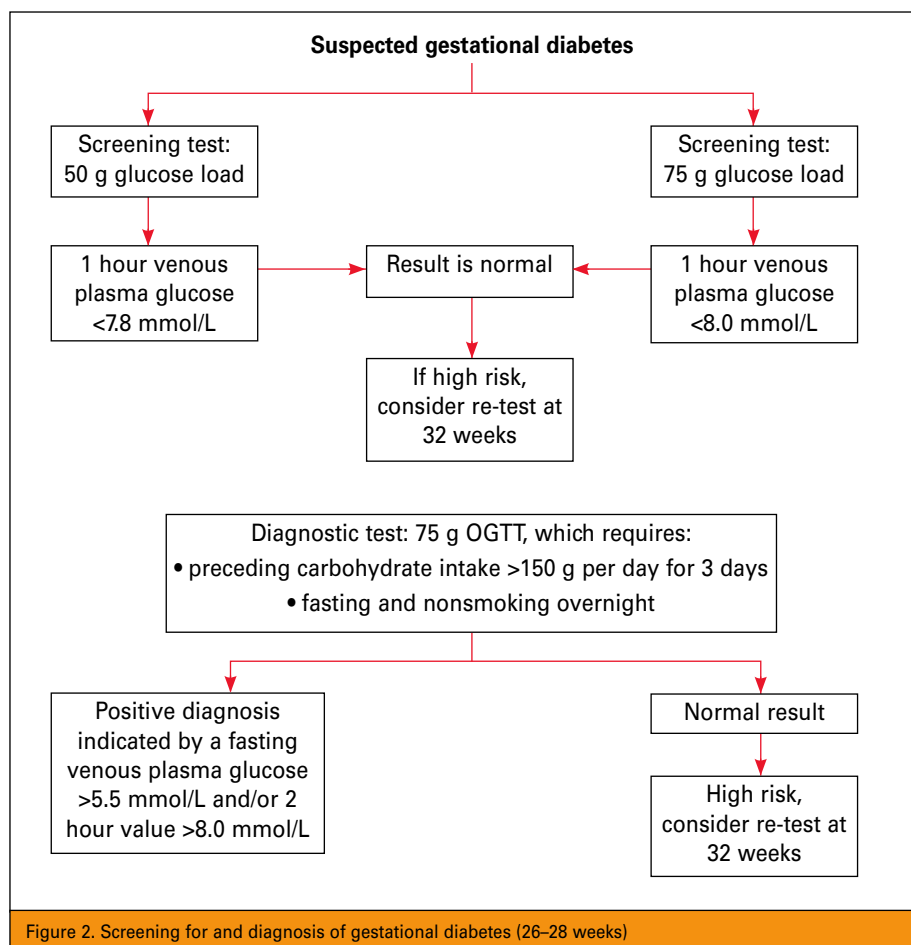 Suspected gestational diabetes
Screening test:
50 g glucose load
Screening test:
75 g glucose load
1 hour venous
plasma glucose
<7.8 mmol/L
Result is normal
1 hour venous
plasma glucose
<8.0 mmol/L
If high risk,
consider re-test at
32 weeks
Diagnostic test: 75 g OGTT, which requires:
• preceding carbohydrate intake >150 g per day for 3 days
• fasting and nonsmoking overnight
Positive diagnosis
indicated by a fasting
venous plasma glucose
>5.5 mmol/L and/or 2
hour value >8.0 mmol/L
Normal result
High risk,
consider re-test at
32 weeks
Figure 2. Screening for and diagnosis of gestational diabetes (26–28 weeks)